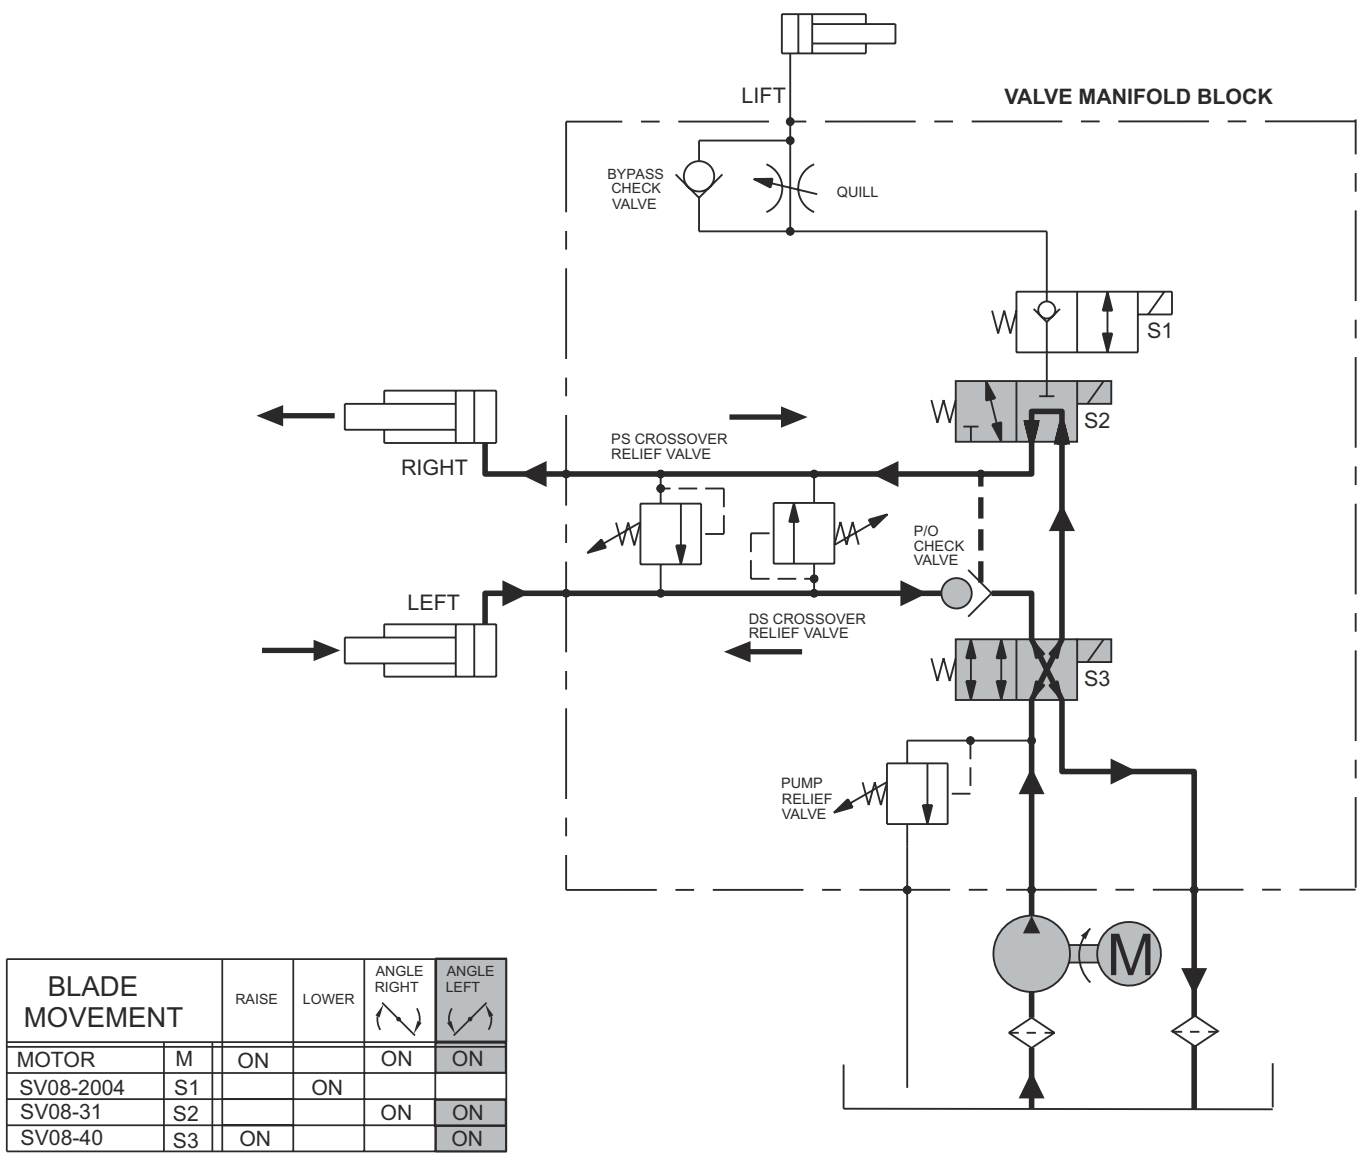 LIFT
VALVE MANIFOLD BLOCK
BYPASS
CHECK
VALVE
QUILL
S1
S2
PS CROSSOVER
RELIEF VALVE
RIGHT
P/O
CHECK
VALVE
LEFT
DS CROSSOVER
RELIEF VALVE
S3
PUMP
RELIEF
VALVE
M
BLADE
MOVEMENT
RAISE
LOWER
ANGLE
RIGHT
ANGLE
LEFT
MOTOR M ON ON ON
SV08-2004 S1 ON
SV08-31 S2 ON ON
SV08-40 S3 ON ON